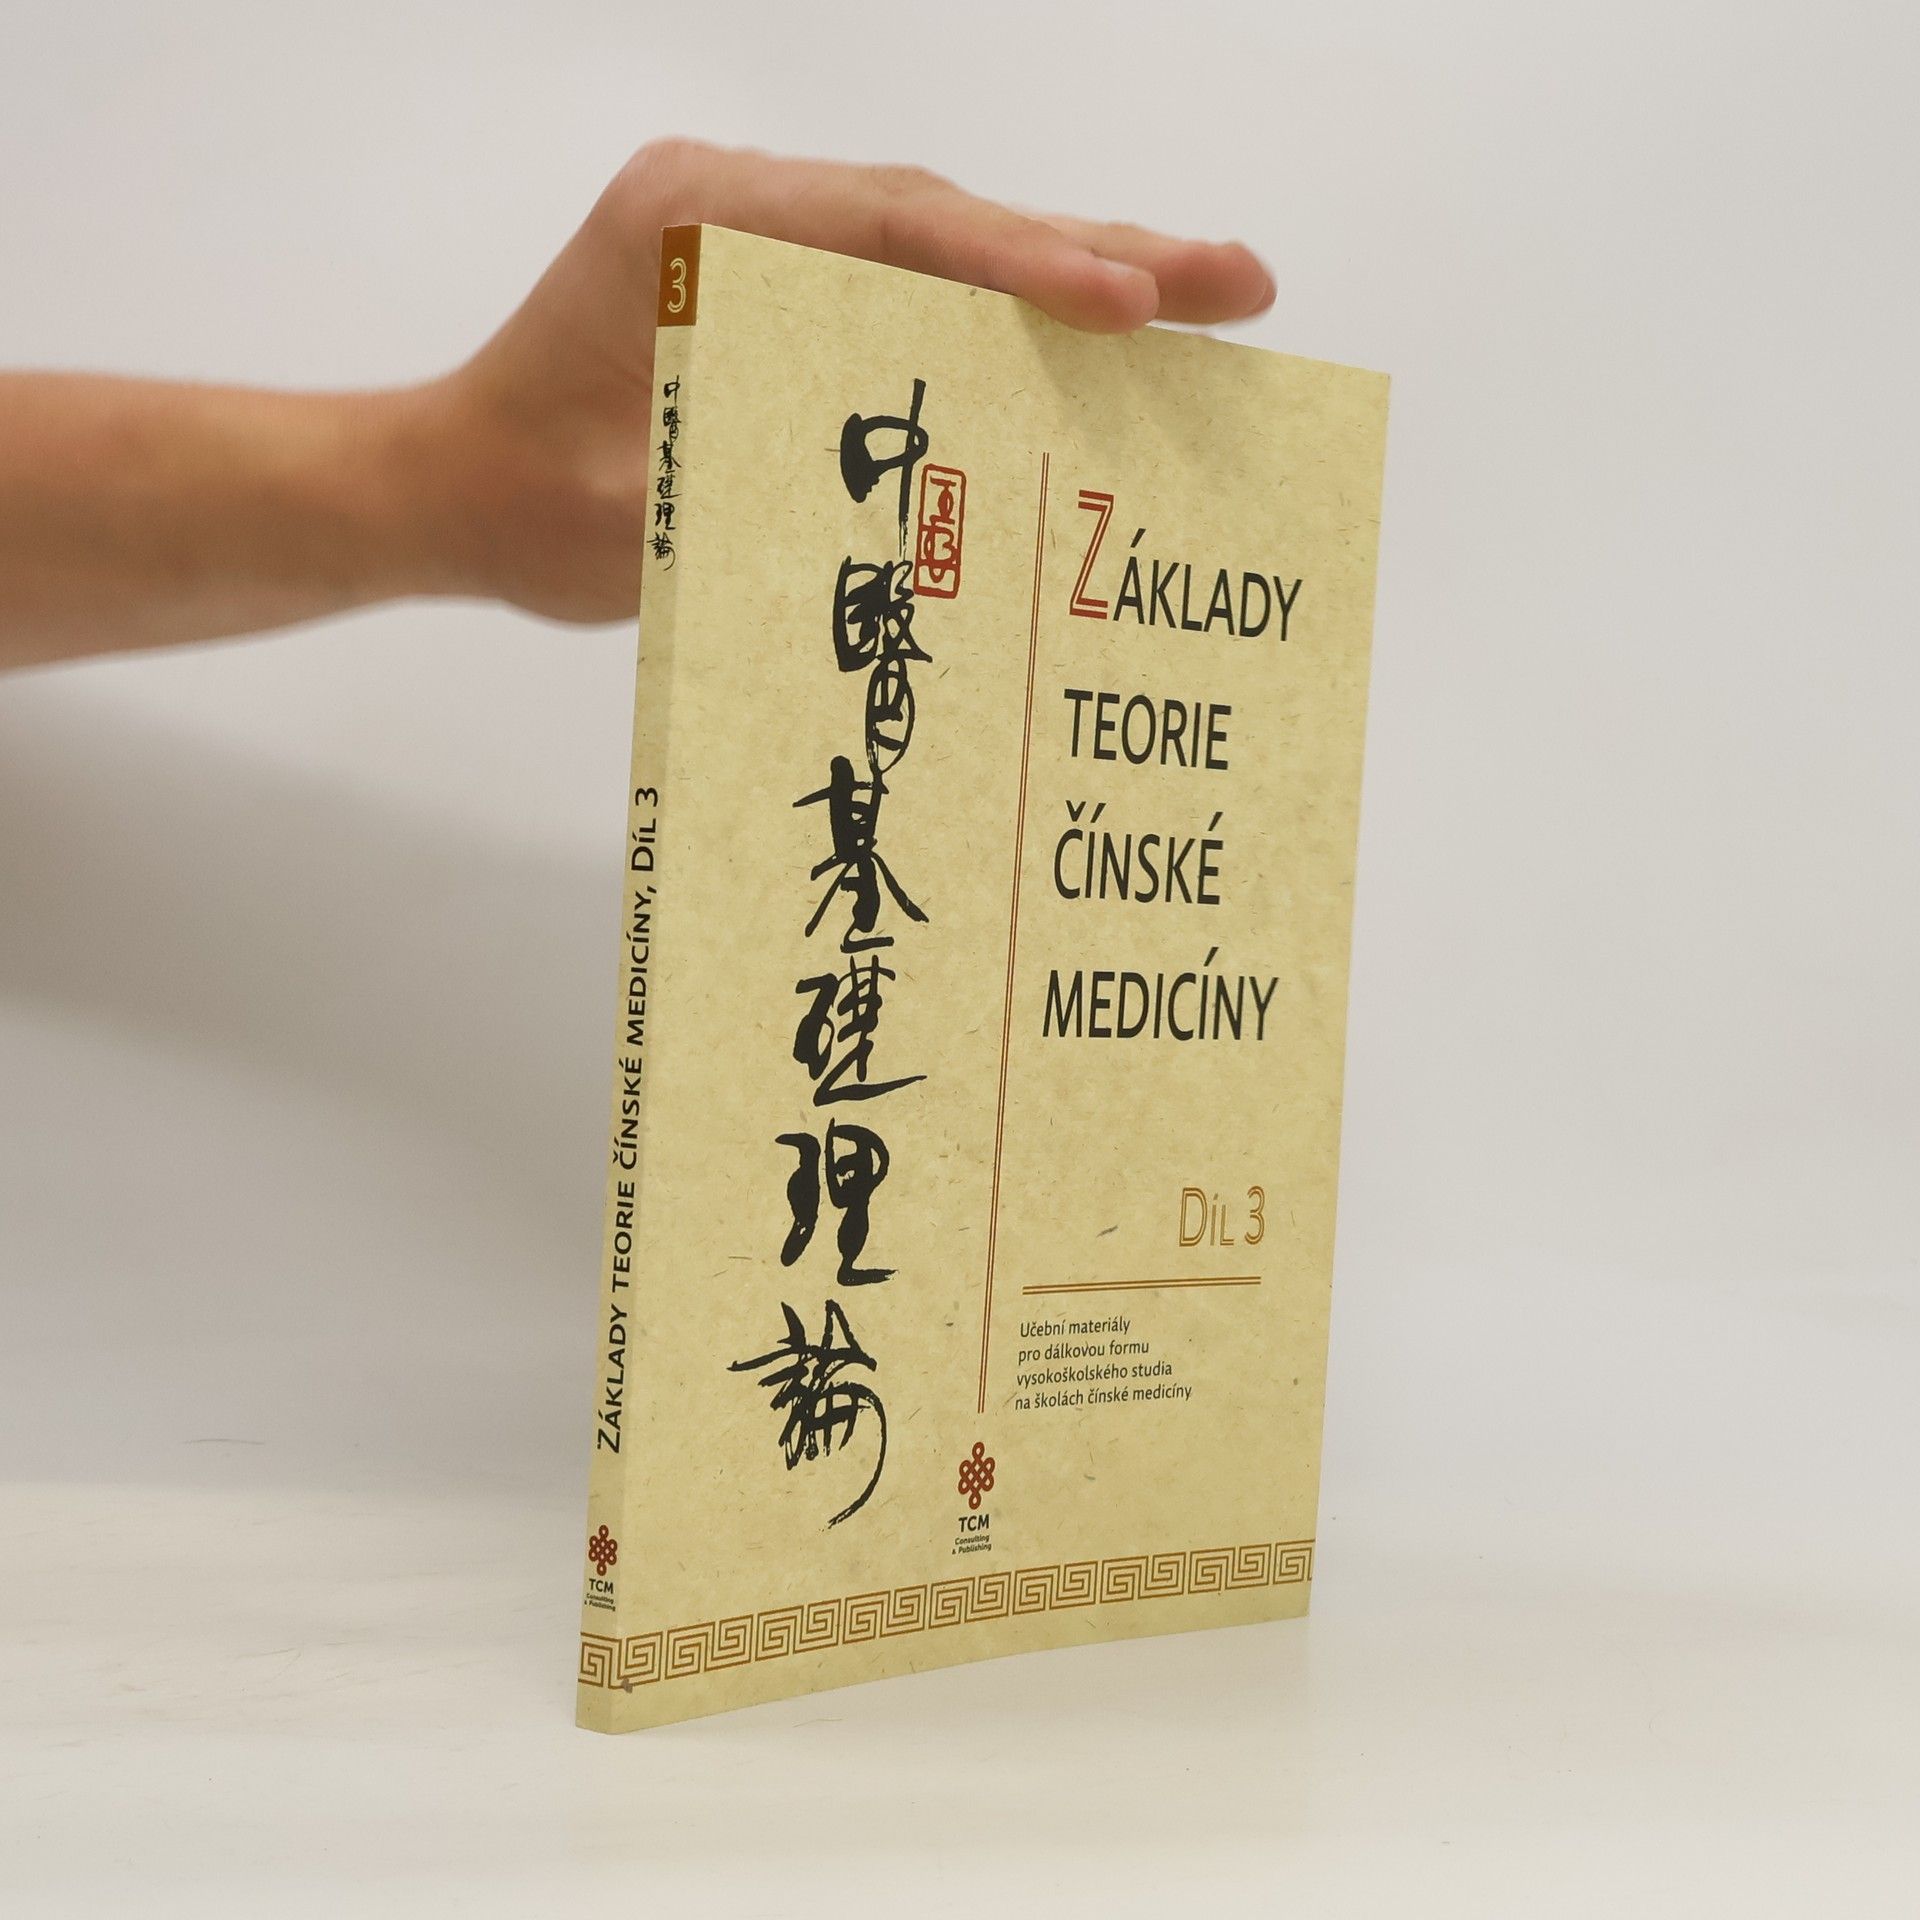 3
中醫基礎理論
ZÁKLADY TEORIE ČÍNSKÉ MEDICÍNY, DÍL 3
TCM
Consulting
& Publishing
中醫基礎理論
ZÁKLADY
TEORIE
ČÍNSKÉ
MEDICÍNY
DÍL 3
Učební materiály
pro dálkovou formu
vysokoškolského studia
na školách čínské medicíny
TCM
Consulting
& Publishing